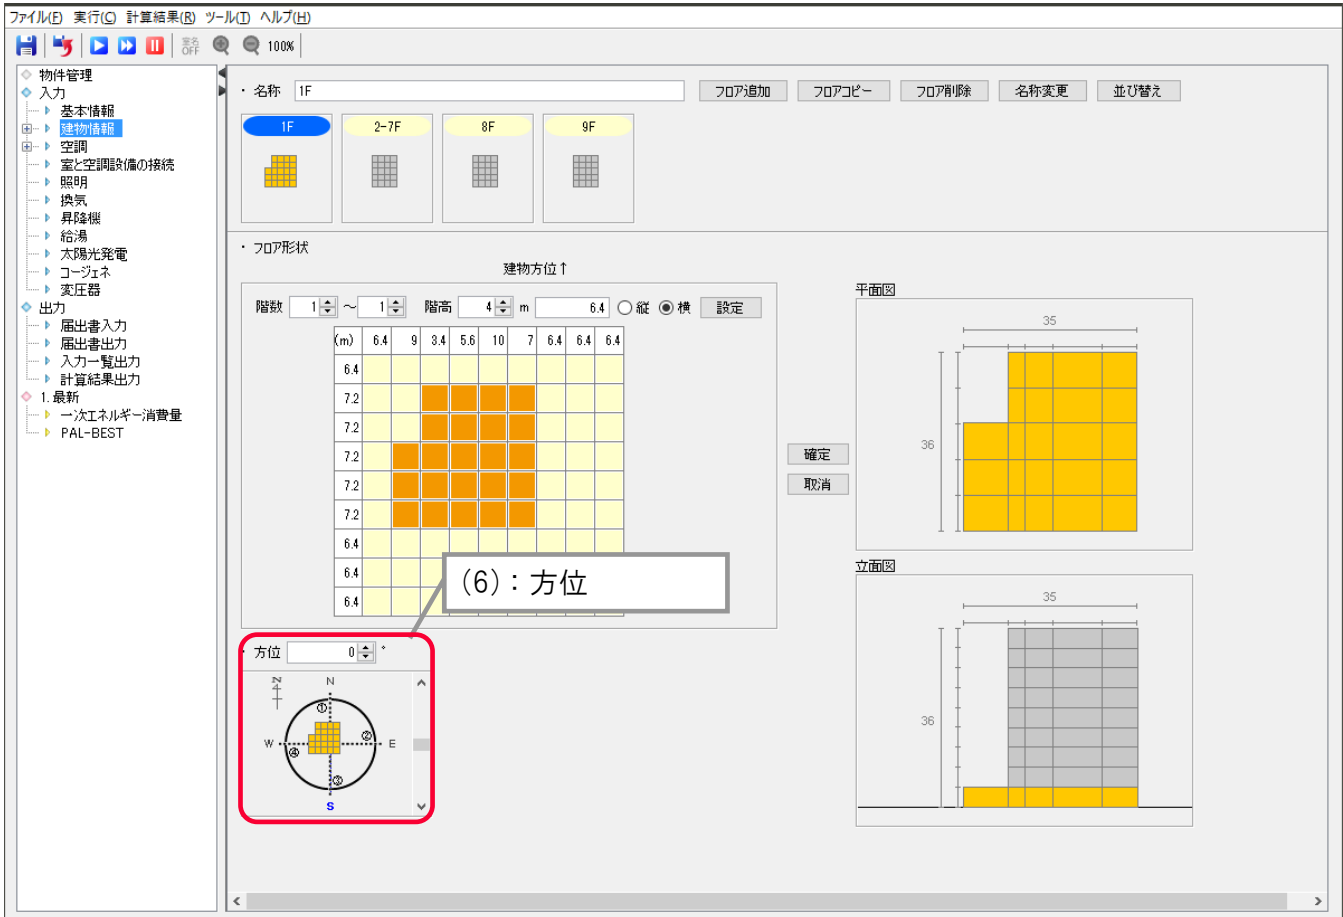 ファイル(F) 実行(C) 計算結果(R) ツール(T) ヘルプ(H)
室名OFF 100%
物件管理
入力
基本情報
建物情報
空調
室と空調設備の接続
照明
換気
昇降機
給湯
太陽光発電
コージェネ
変圧器
出力
届出書入力
届出書出力
入力一覧出力
計算結果出力
1.最新
一次エネルギー消費量
PAL-BEST
・ 名称 1F フロア追加 フロアコピー フロア削除 名称変更 並び替え
1F 2-7F 8F 9F
・ フロア形状
建物方位↑
階数 1 ～ 1 階高 4 m 6.4 縦 横 設定
(m) 6.4 9 3.4 5.6 10 7 6.4 6.4 6.4
6.4
7.2
7.2
7.2
7.2
7.2
6.4
6.4
6.4
確定
取消
平面図
35
36
立面図
35
36
(6)：方位
・ 方位 0 °
N N
①
W ④ ② E
③
S